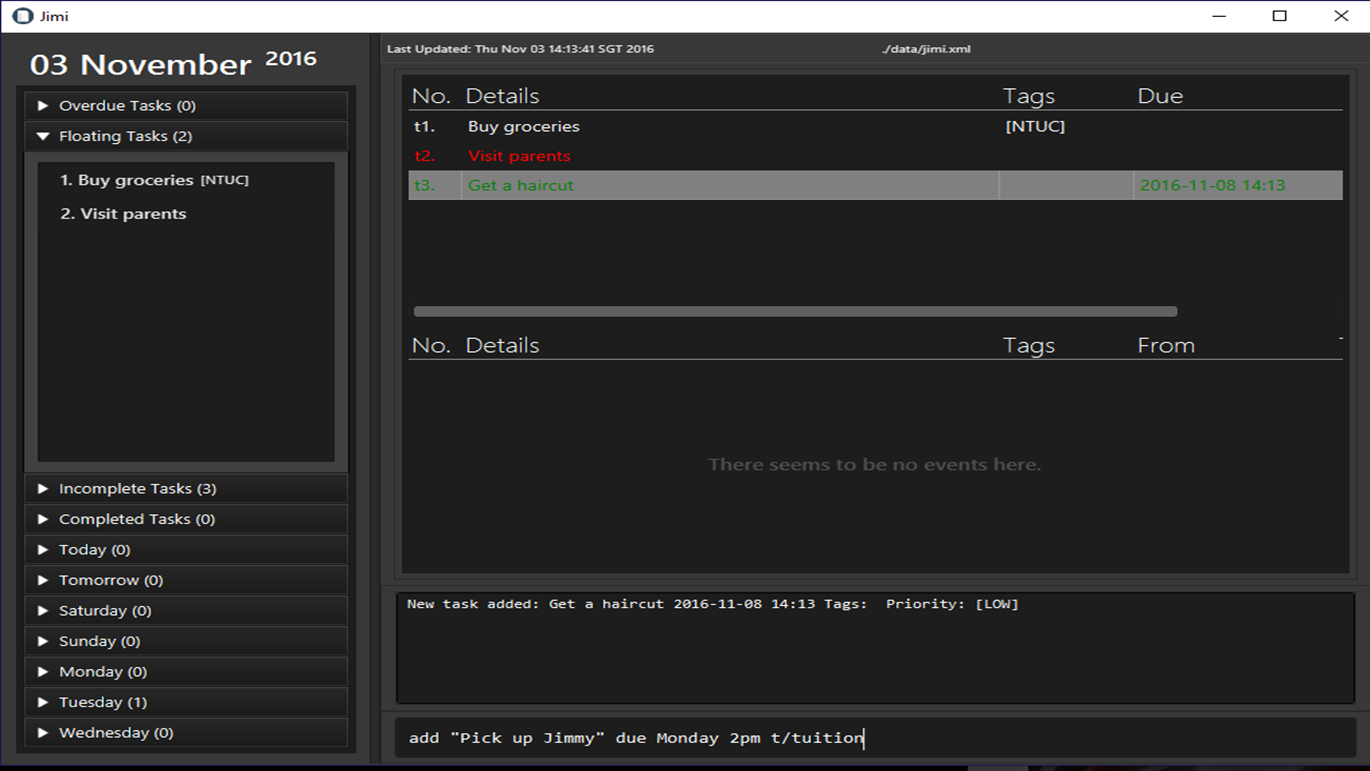 Jimi
03 November 2016
Overdue Tasks (0)
Floating Tasks (2)
1. Buy groceries [NTUC]
2. Visit parents
Incomplete Tasks (3)
Completed Tasks (0)
Today (0)
Tomorrow (0)
Saturday (0)
Sunday (0)
Monday (0)
Tuesday (1)
Wednesday (0)
Last Updated: Thu Nov 03 14:13:41 SGT 2016 ./data/jimi.xml
No. Details Tags Due
t1. Buy groceries [NTUC]
t2. Visit parents
t3. Get a haircut 2016-11-08 14:13
No. Details Tags From
There seems to be no events here.
New task added: Get a haircut 2016-11-08 14:13 Tags: Priority: [LOW]
add "Pick up Jimmy" due Monday 2pm t/tuition